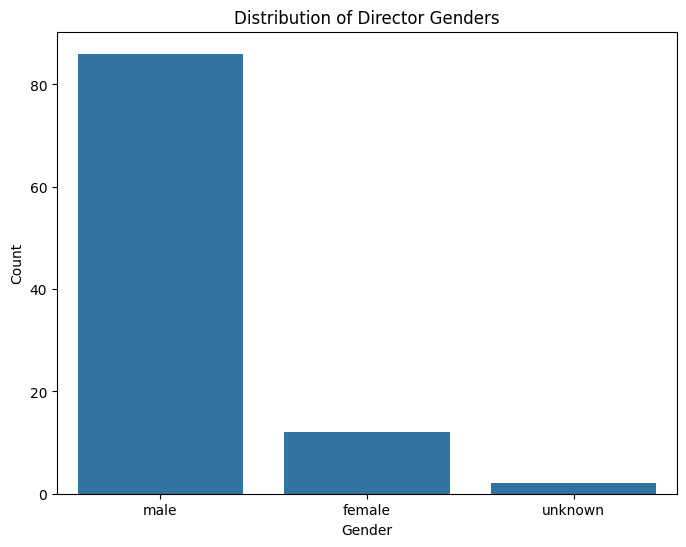 Distribution of Director Genders
Count
80
60
40
20
0
male
female
unknown
Gender